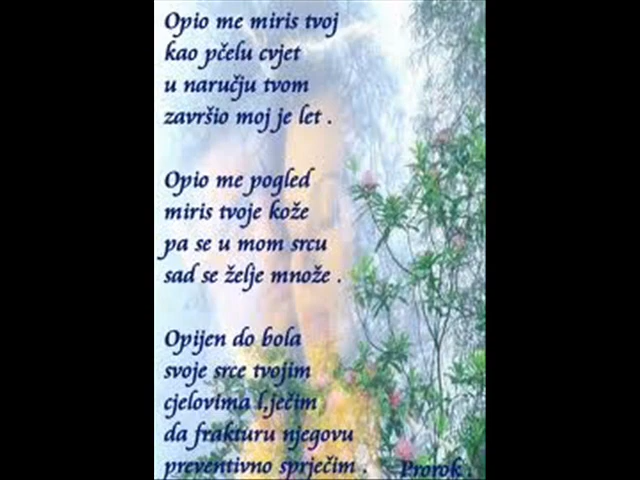 Opio me miris tvoj
kao pčelu cvjet
u naručju tvom
završio moj je let .
Opio me pogled
miris tvoje kože
pa se u mom srcu
sad se želje množe .
Opijen do bola
svoje srce tvojim
cjelovima l,ječim
da frakturu njegovu
preventivno sprječim .
Prorok .